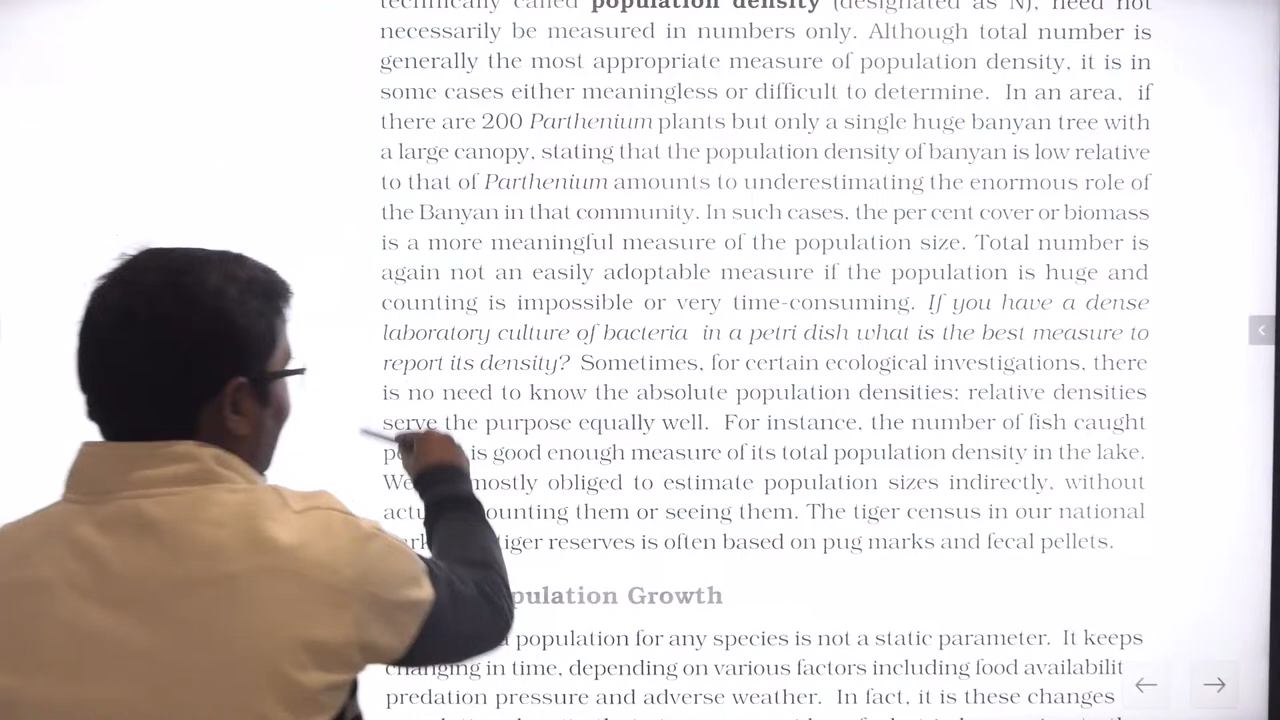 technically called population density (designated as N), need not
necessarily be measured in numbers only. Although total number is
generally the most appropriate measure of population density, it is in
some cases either meaningless or difficult to determine. In an area, if
there are 200 Parthenium plants but only a single huge banyan tree with
a large canopy, stating that the population density of banyan is low relative
to that of Parthenium amounts to underestimating the enormous role of
the Banyan in that community. In such cases, the per cent cover or biomass
is a more meaningful measure of the population size. Total number is
again not an easily adoptable measure if the population is huge and
counting is impossible or very time-consuming. If you have a dense
laboratory culture of bacteria in a petri dish what is the best measure to
report its density? Sometimes, for certain ecological investigations, there
is no need to know the absolute population densities; relative densities
serve the purpose equally well. For instance, the number of fish caught
is good enough measure of its total population density in the lake.
We mostly obliged to estimate population sizes indirectly, without
ounting them or seeing them. The tiger census in our national
tiger reserves is often based on pug marks and fecal pellets.
pulation Growth
population for any species is not a static parameter. It keeps
changing in time, depending on various factors including food availabilit
predation pressure and adverse weather. In fact, it is these changes